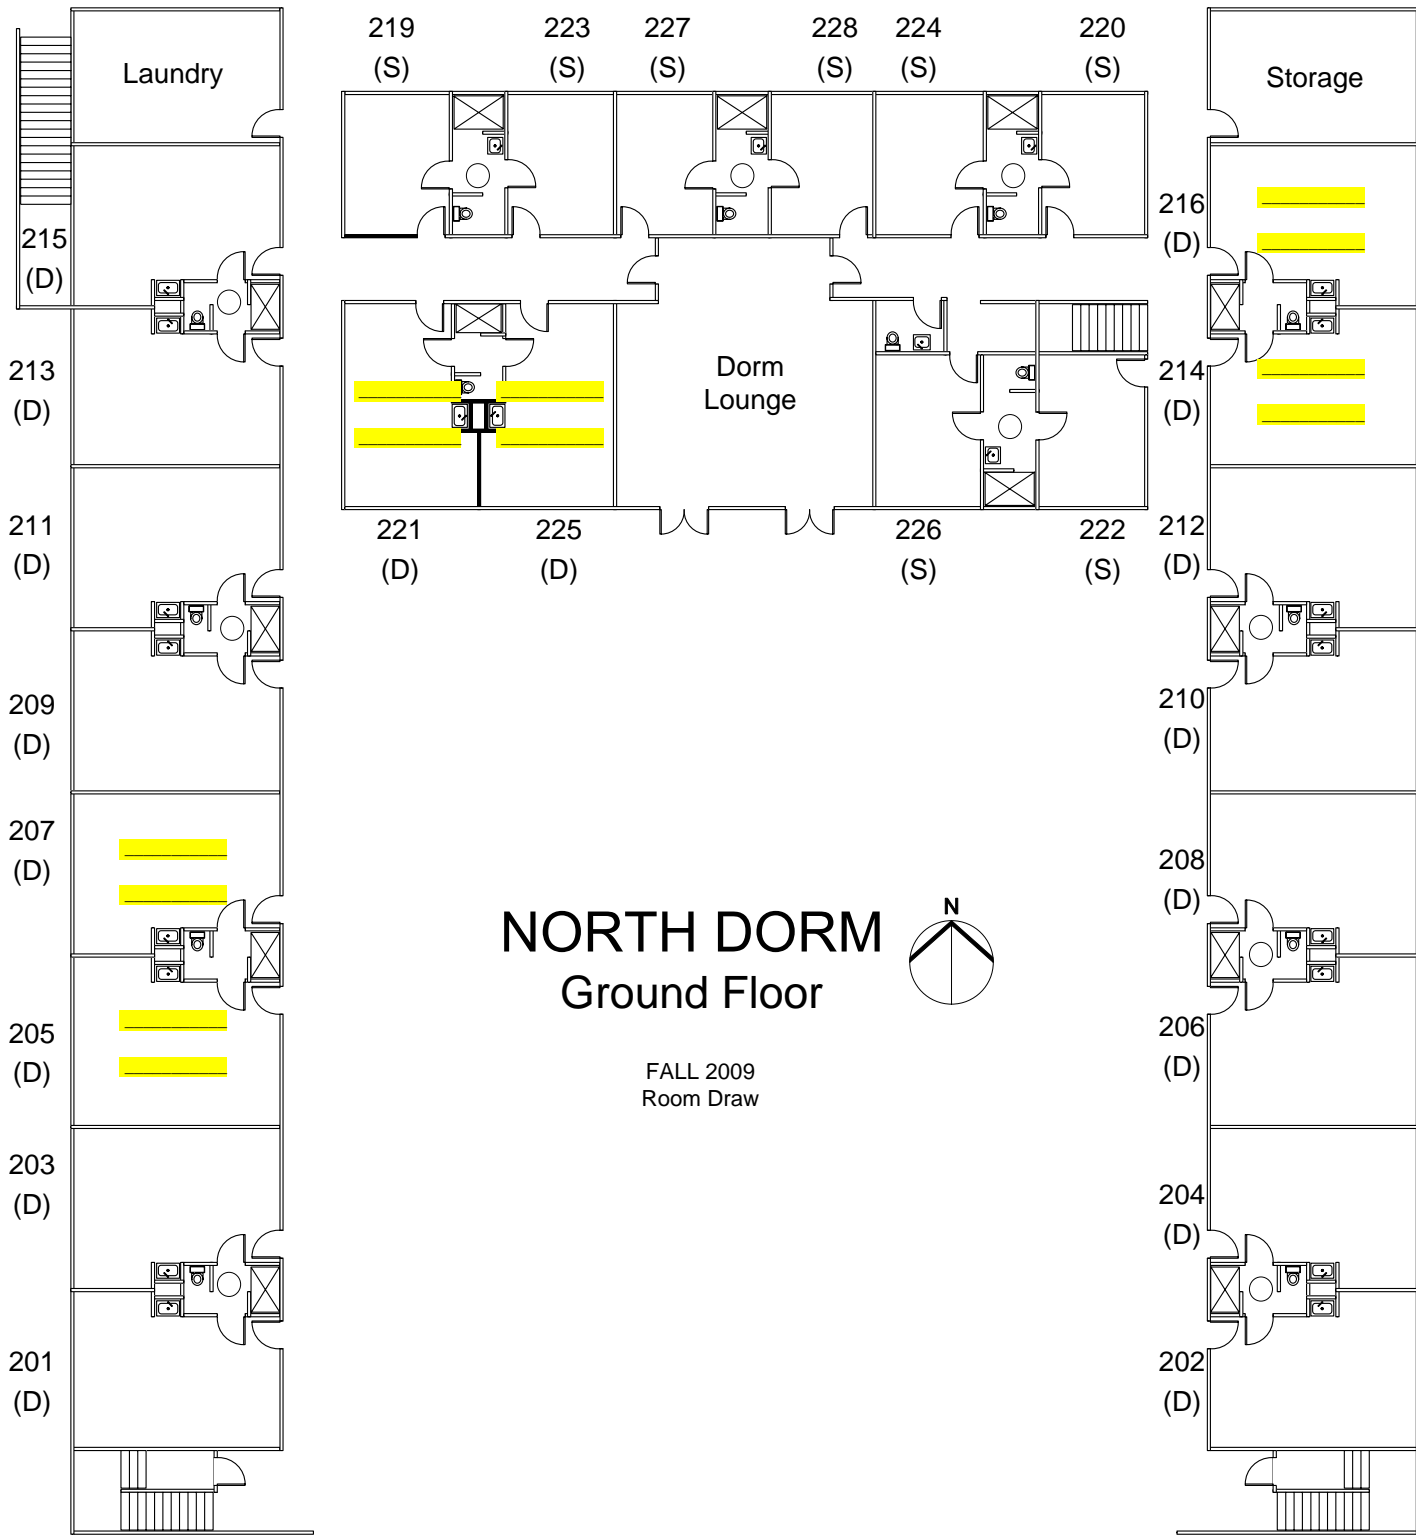 219 223 227 228 224 220
(S) (S) (S) (S) (S) (S)
Laundry
Storage
215
(D)
216
(D)
213
(D)
Dorm
Lounge
214
(D)
211
(D)
221 225 226 222
(D) (D) (S) (S)
212
(D)
209
(D)
210
(D)
207
(D)
208
(D)
N
NORTH DORM
Ground Floor
205
(D)
206
(D)
FALL 2009
Room Draw
203
(D)
204
(D)
201
(D)
202
(D)